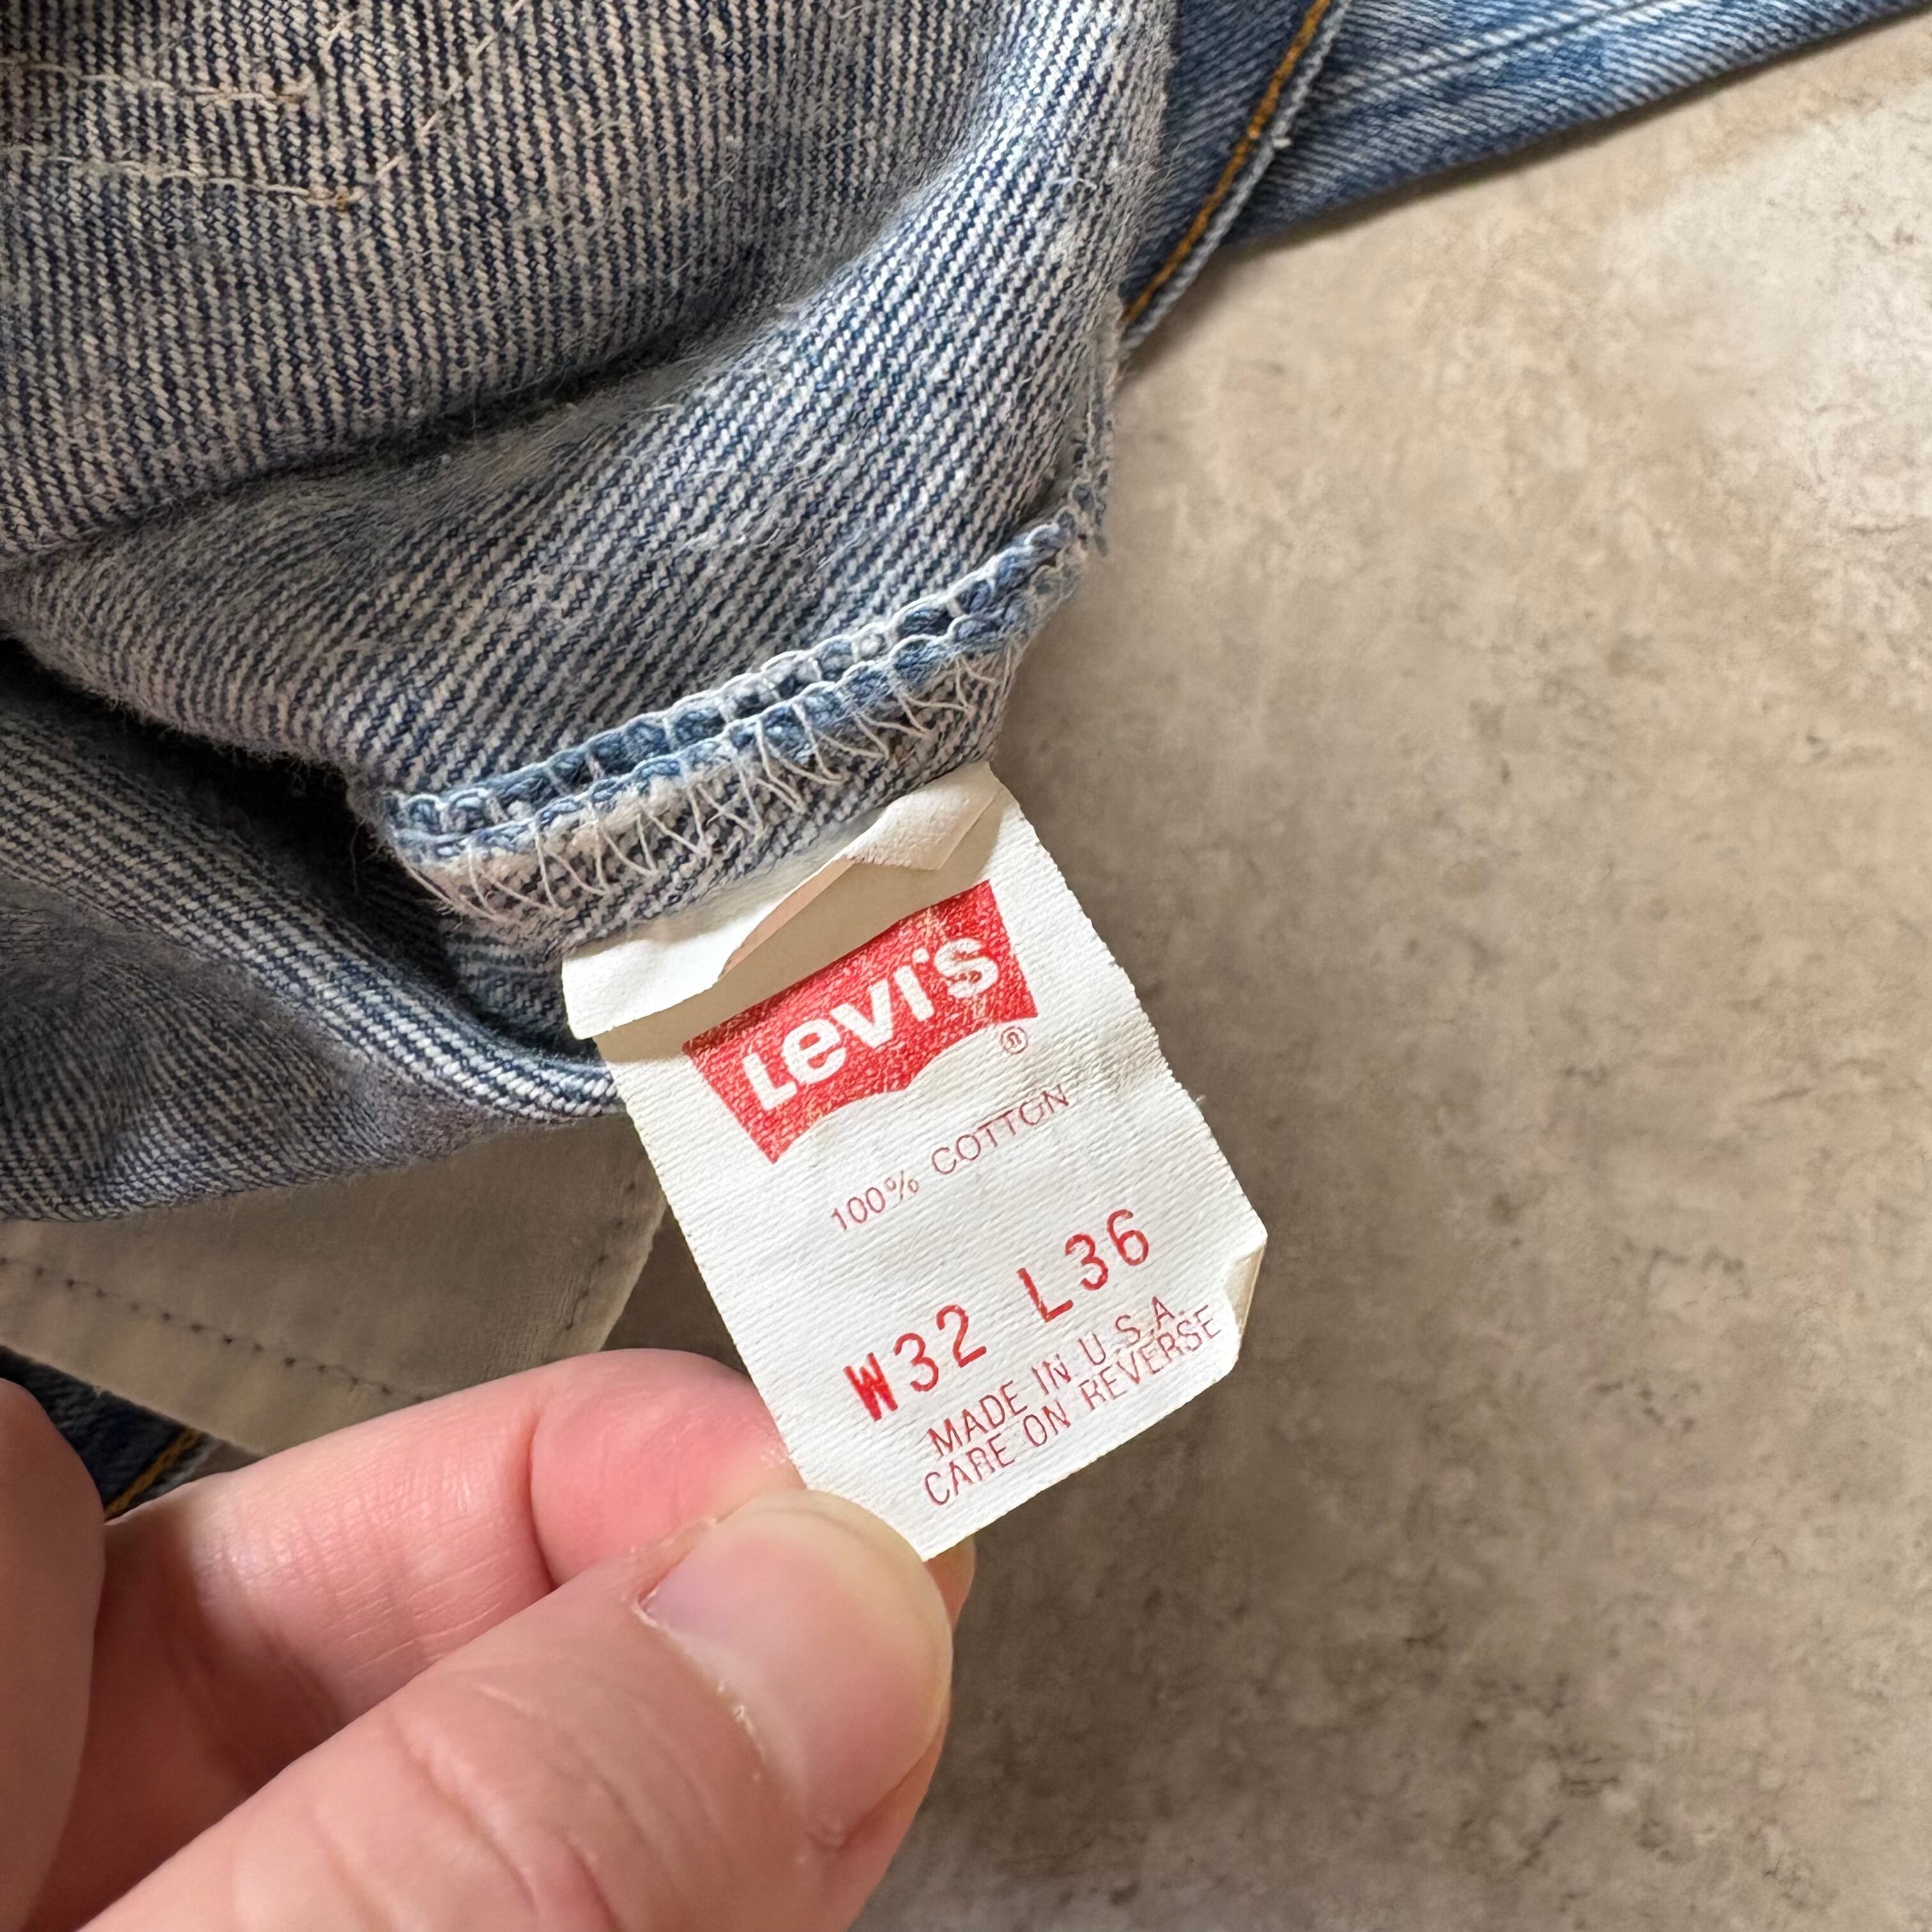 Levi's
®
100% COTTON
W32 L36
MADE IN U.S.A.
CARE ON REVERSE